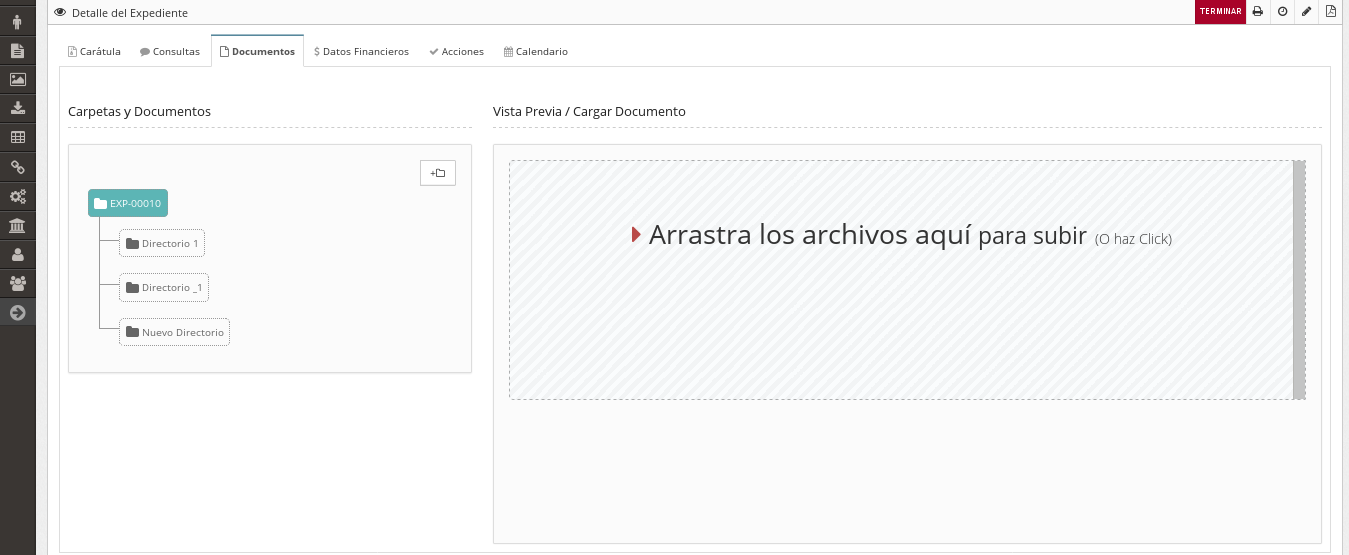 Detalle del Expediente
TERMINAR
Carátula
Consultas
Documentos
$ Datos Financieros
Acciones
Calendario
Carpetas y Documentos
+
EXP-00010
Directorio 1
Directorio _1
Nuevo Directorio
Vista Previa / Cargar Documento
Arrastra los archivos aquí para subir (O haz Click)